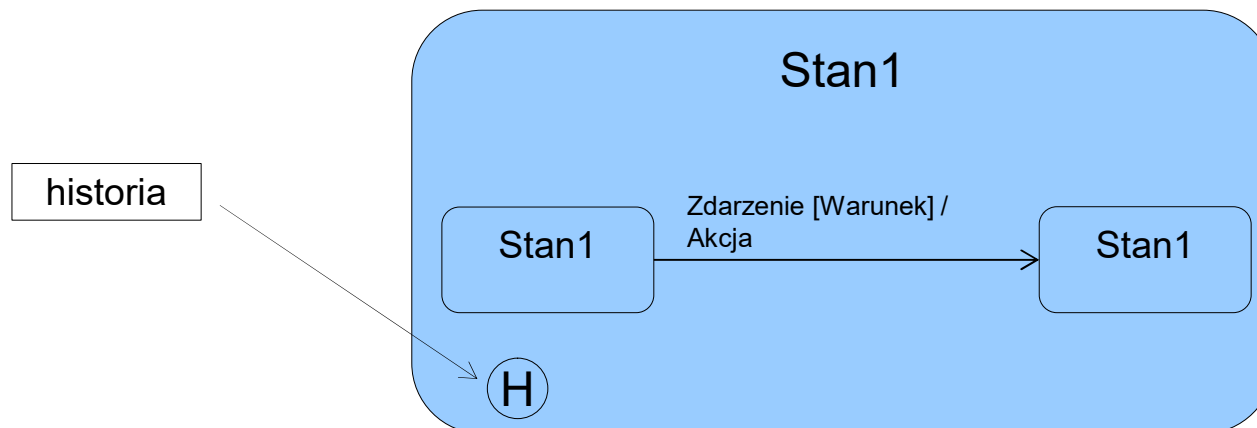 Stan1
historia
Zdarzenie [Warunek] /
Akcja
Stan1
Stan1
H